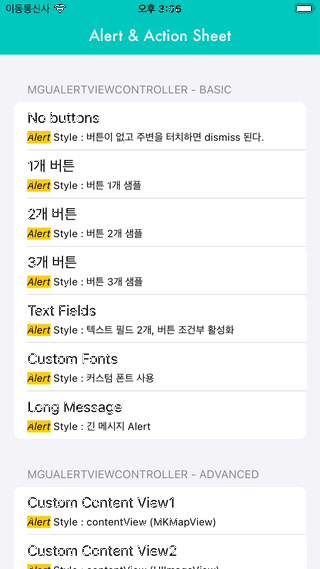 이동통신사 오후 3:56
Alert & Action Sheet
MGUALERTVIEWCONTROLLER - BASIC
No buttons
Alert Style : 버튼이 없고 주변을 터치하면 dismiss 된다.
1개 버튼
Alert Style : 버튼 1개 샘플
2개 버튼
Alert Style : 버튼 2개 샘플
3개 버튼
Alert Style : 버튼 3개 샘플
Text Fields
Alert Style : 텍스트 필드 2개, 버튼 조건부 활성화
Custom Fonts
Alert Style : 커스텀 폰트 사용
Long Message
Alert Style : 긴 메시지 Alert
MGUALERTVIEWCONTROLLER - ADVANCED
Custom Content View1
Alert Style : contentView (MKMapView)
Custom Content View2
Alert Style : contentView (UIImageView)